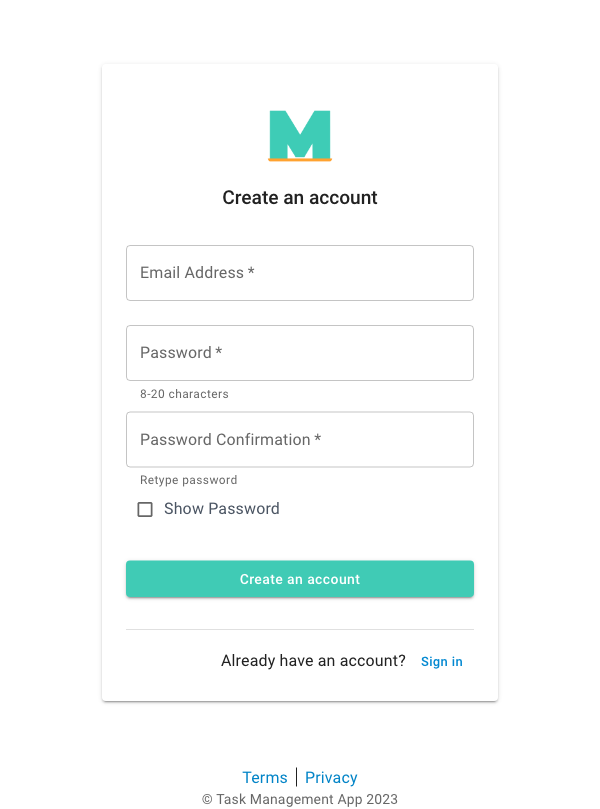 M
Create an account
Email Address *
Password *
8-20 characters
Password Confirmation *
Retype password
Show Password
Create an account
Already have an account? Sign in
Terms | Privacy
© Task Management App 2023